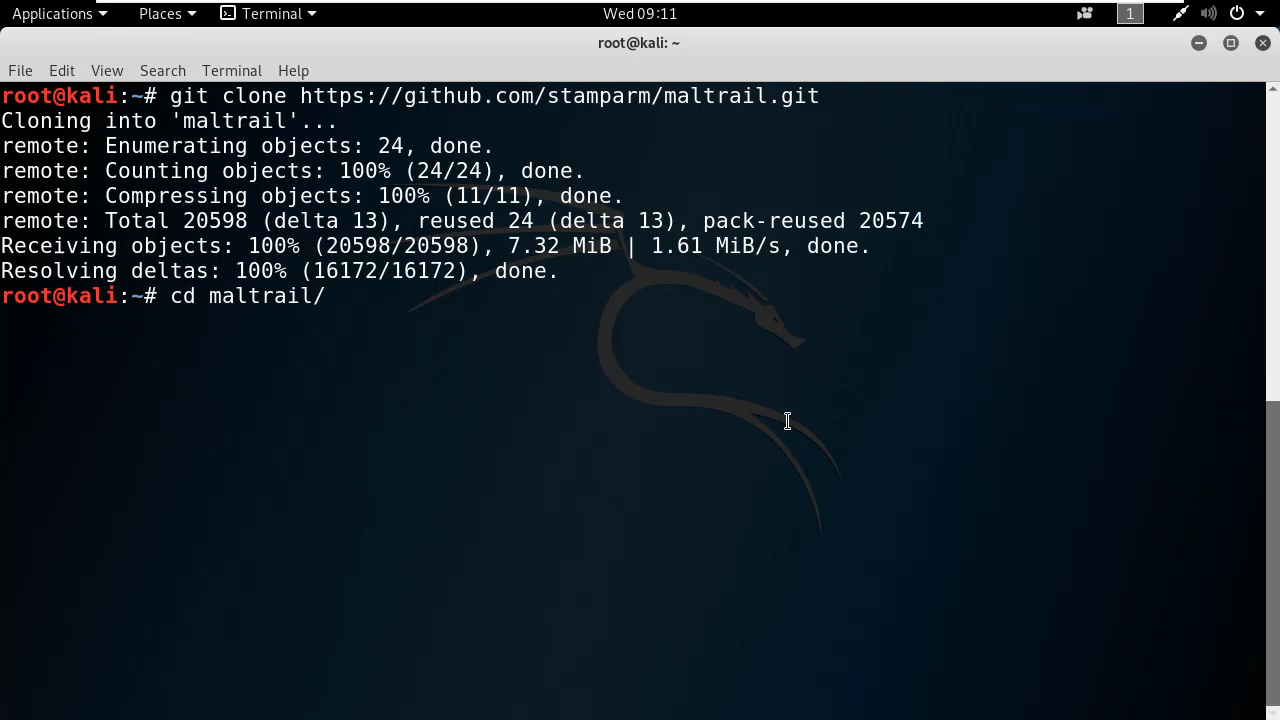 Applications Places Terminal Wed 09:11 1
root@kali: ~
File Edit View Search Terminal Help
root@kali:~# git clone https://github.com/stamparm/maltrail.git
Cloning into 'maltrail'...
remote: Enumerating objects: 24, done.
remote: Counting objects: 100% (24/24), done.
remote: Compressing objects: 100% (11/11), done.
remote: Total 20598 (delta 13), reused 24 (delta 13), pack-reused 20574
Receiving objects: 100% (20598/20598), 7.32 MiB | 1.61 MiB/s, done.
Resolving deltas: 100% (16172/16172), done.
root@kali:~# cd maltrail/